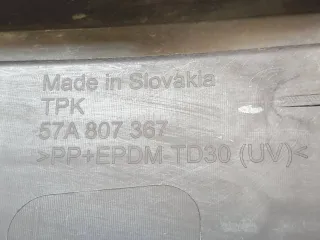 Made in Slovakia
TPK
57A 807 367
>PP+EPDM-TD30 (UV)<